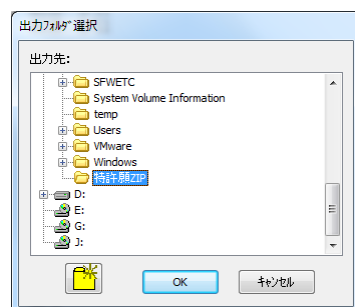 出力ﾌｫﾙﾀﾞ選択
出力先:
SFWETC
System Volume Information
temp
Users
VMware
Windows
特許願ZIP
D:
E:
G:
J:
OK
ｷｬﾝｾﾙ